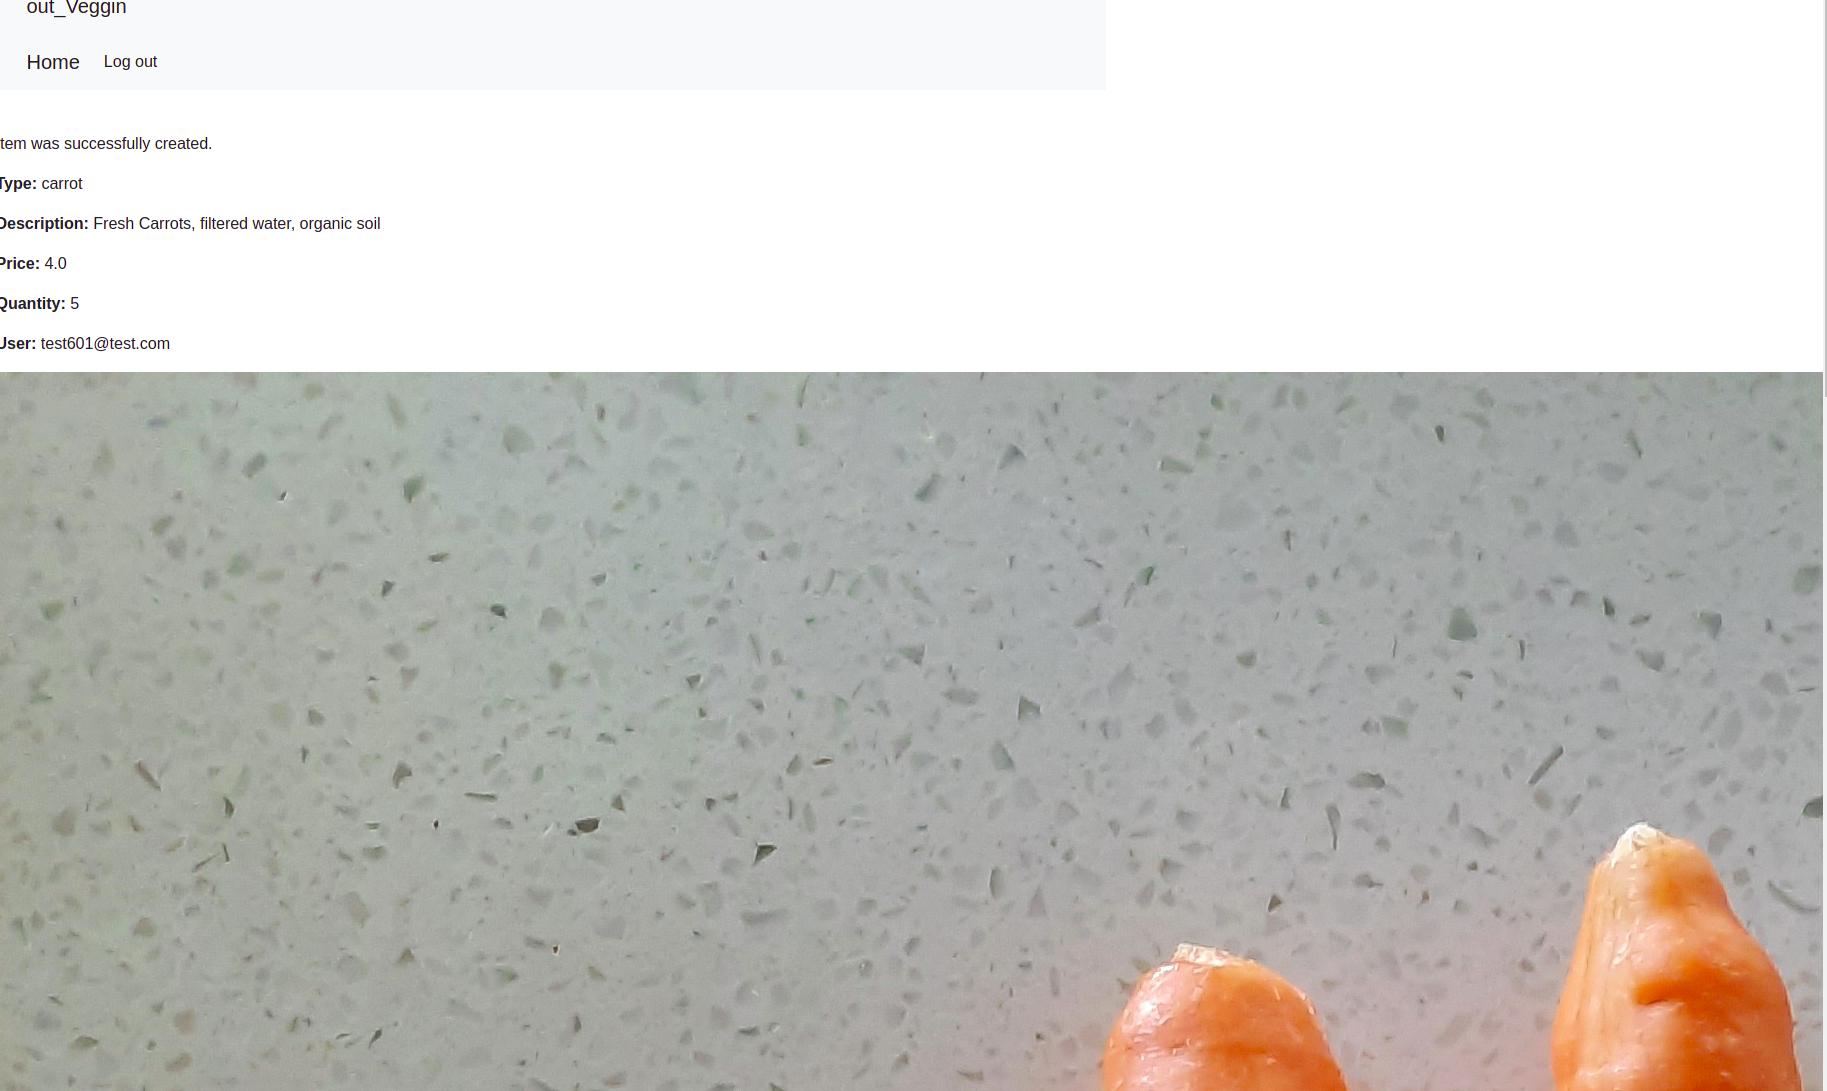 out_Veggin
Home Log out
tem was successfully created.
Type: carrot
Description: Fresh Carrots, filtered water, organic soil
Price: 4.0
Quantity: 5
User: test601@test.com